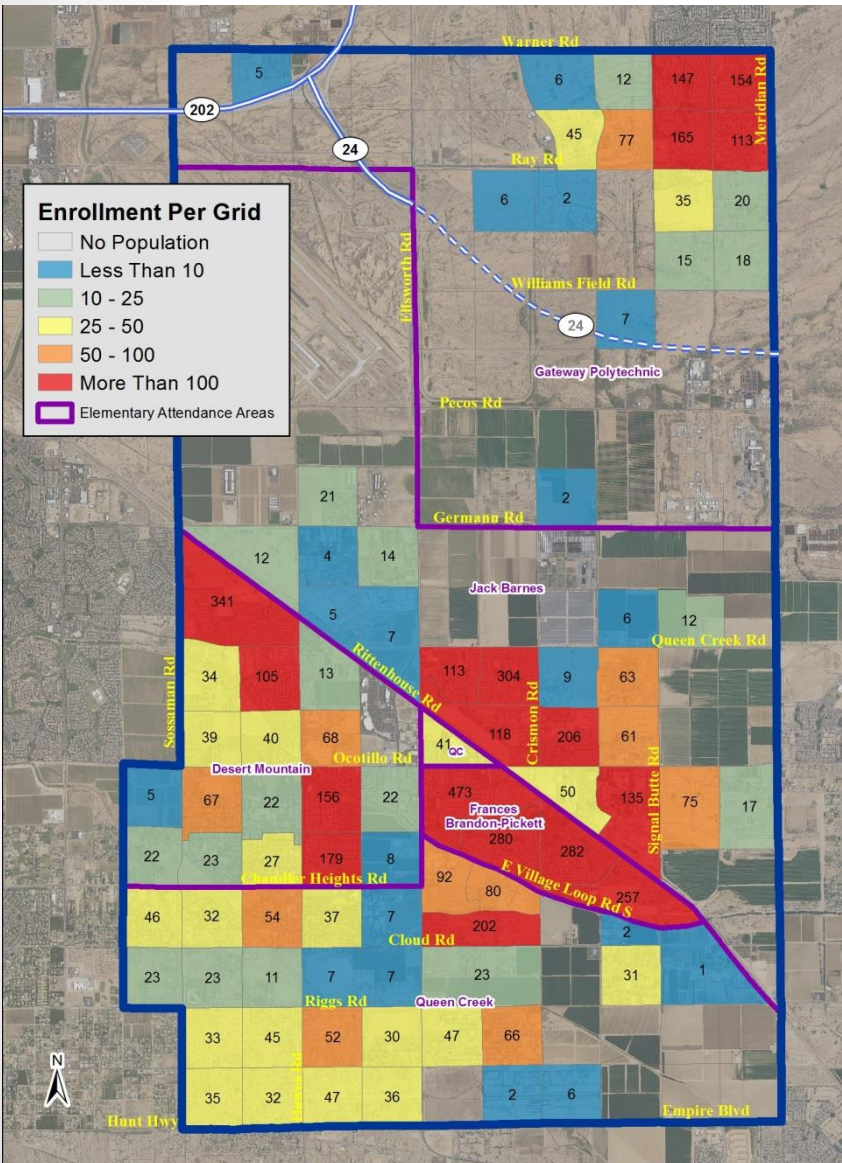 Warner Rd
5
6
12
147
154
202
Meridian Rd
45
77
165
113
24
Ray Rd
Enrollment Per Grid
No Population
Less Than 10
10 - 25
25 - 50
50 - 100
More Than 100
Elementary Attendance Areas
Ellsworth Rd
6
2
35
20
15
18
Williams Field Rd
24
7
Gateway Polytechnic
Pecos Rd
21
2
Germann Rd
12
4
14
Jack Barnes
341
5
7
6
12
Queen Creek Rd
Sossaman Rd
34
105
13
Rittenhouse Rd
113
304
Crismon Rd
9
63
39
40
68
Ocotillo Rd
41
QC
118
206
61
Desert Mountain
Signal Butte Rd
5
67
22
156
22
473
50
135
75
17
Frances
Brandon-Pickett
280
22
23
27
179
8
282
Chandler Heights Rd
92
80
E Village Loop Rd S
257
46
32
54
37
7
202
2
Cloud Rd
23
23
11
7
7
23
31
1
Riggs Rd
Queen Creek
33
45
52
30
47
66
N
35
32
47
36
2
6
Hunt Hwy
Empire Blvd